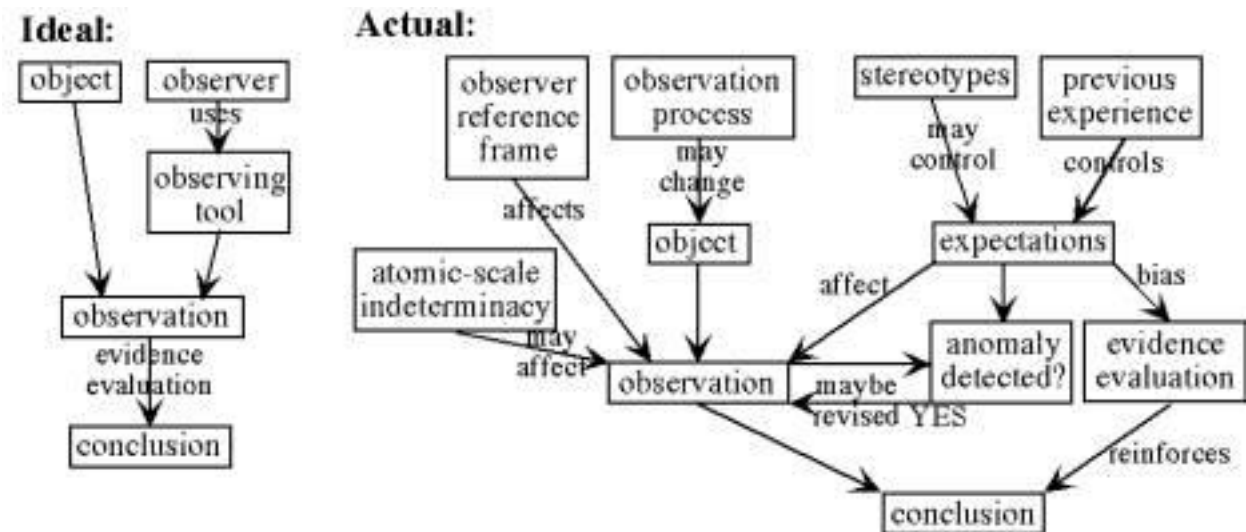 Ideal:
object
observer
uses
observing
tool
observation
evidence
evaluation
conclusion
Actual:
observer
reference
frame
observation
process
stereotypes
previous
experience
may
change
may
control
controls
affects
object
expectations
atomic-scale
indeterminacy
affect
bias
may
affect
observation
anomaly
detected?
evidence
evaluation
maybe
revised YES
reinforces
conclusion